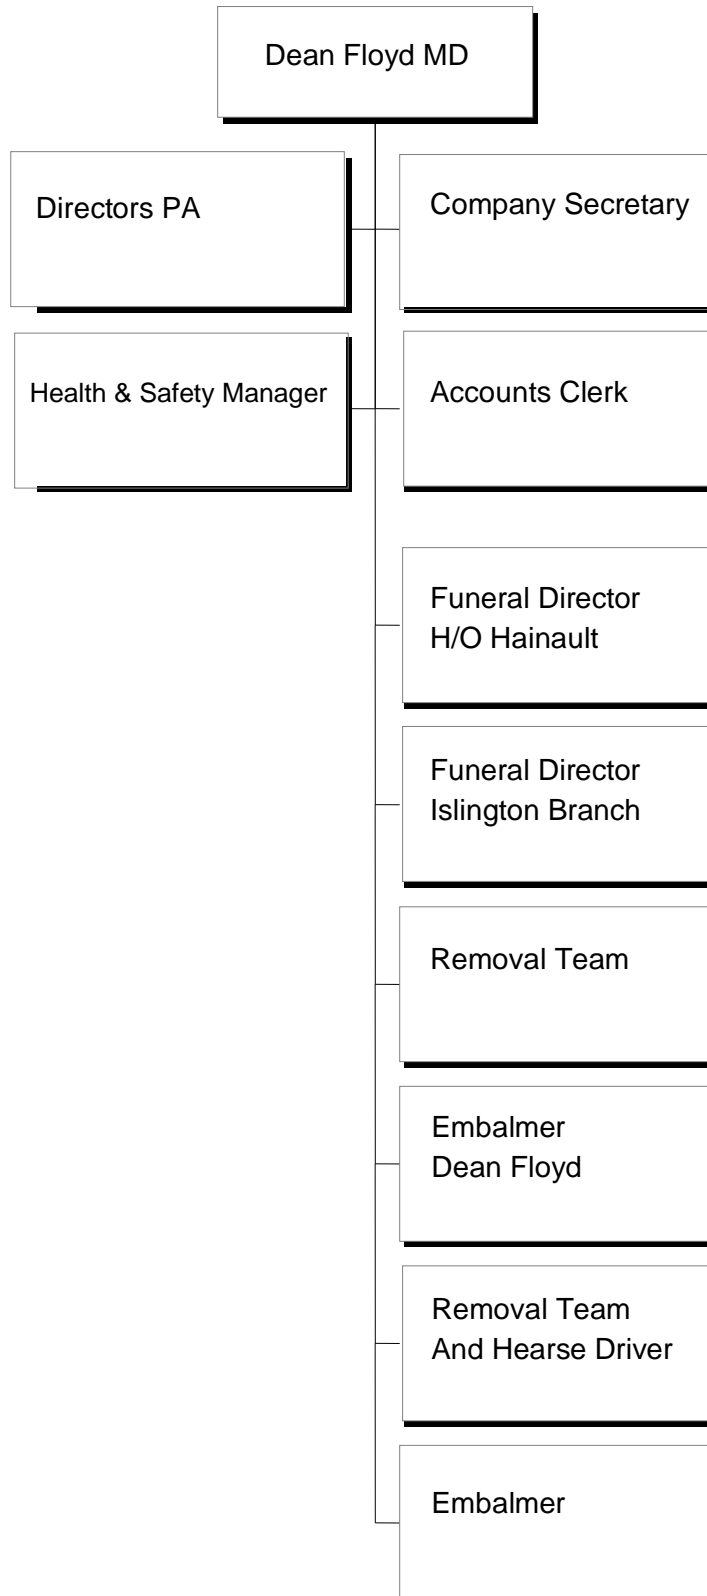 Dean Floyd MD
Directors PA
Company Secretary
Health & Safety Manager
Accounts Clerk
Funeral Director
H/O Hainault
Funeral Director
Islington Branch
Removal Team
Embalmer
Dean Floyd
Removal Team
And Hearse Driver
Embalmer